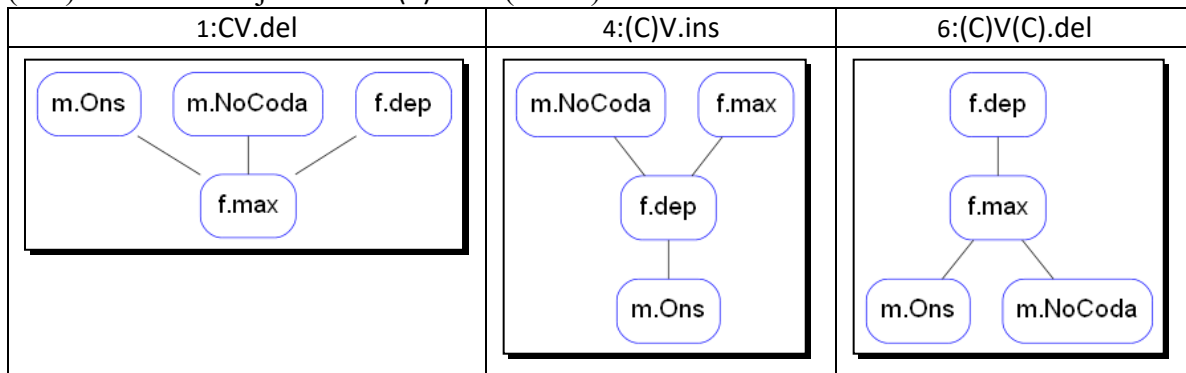 1:CV.del
4:(C)V.ins
6:(C)V(C).del
m.Ons m.NoCoda f.dep
f.max
m.NoCoda f.max
f.dep
m.Ons
f.dep
f.max
m.Ons m.NoCoda